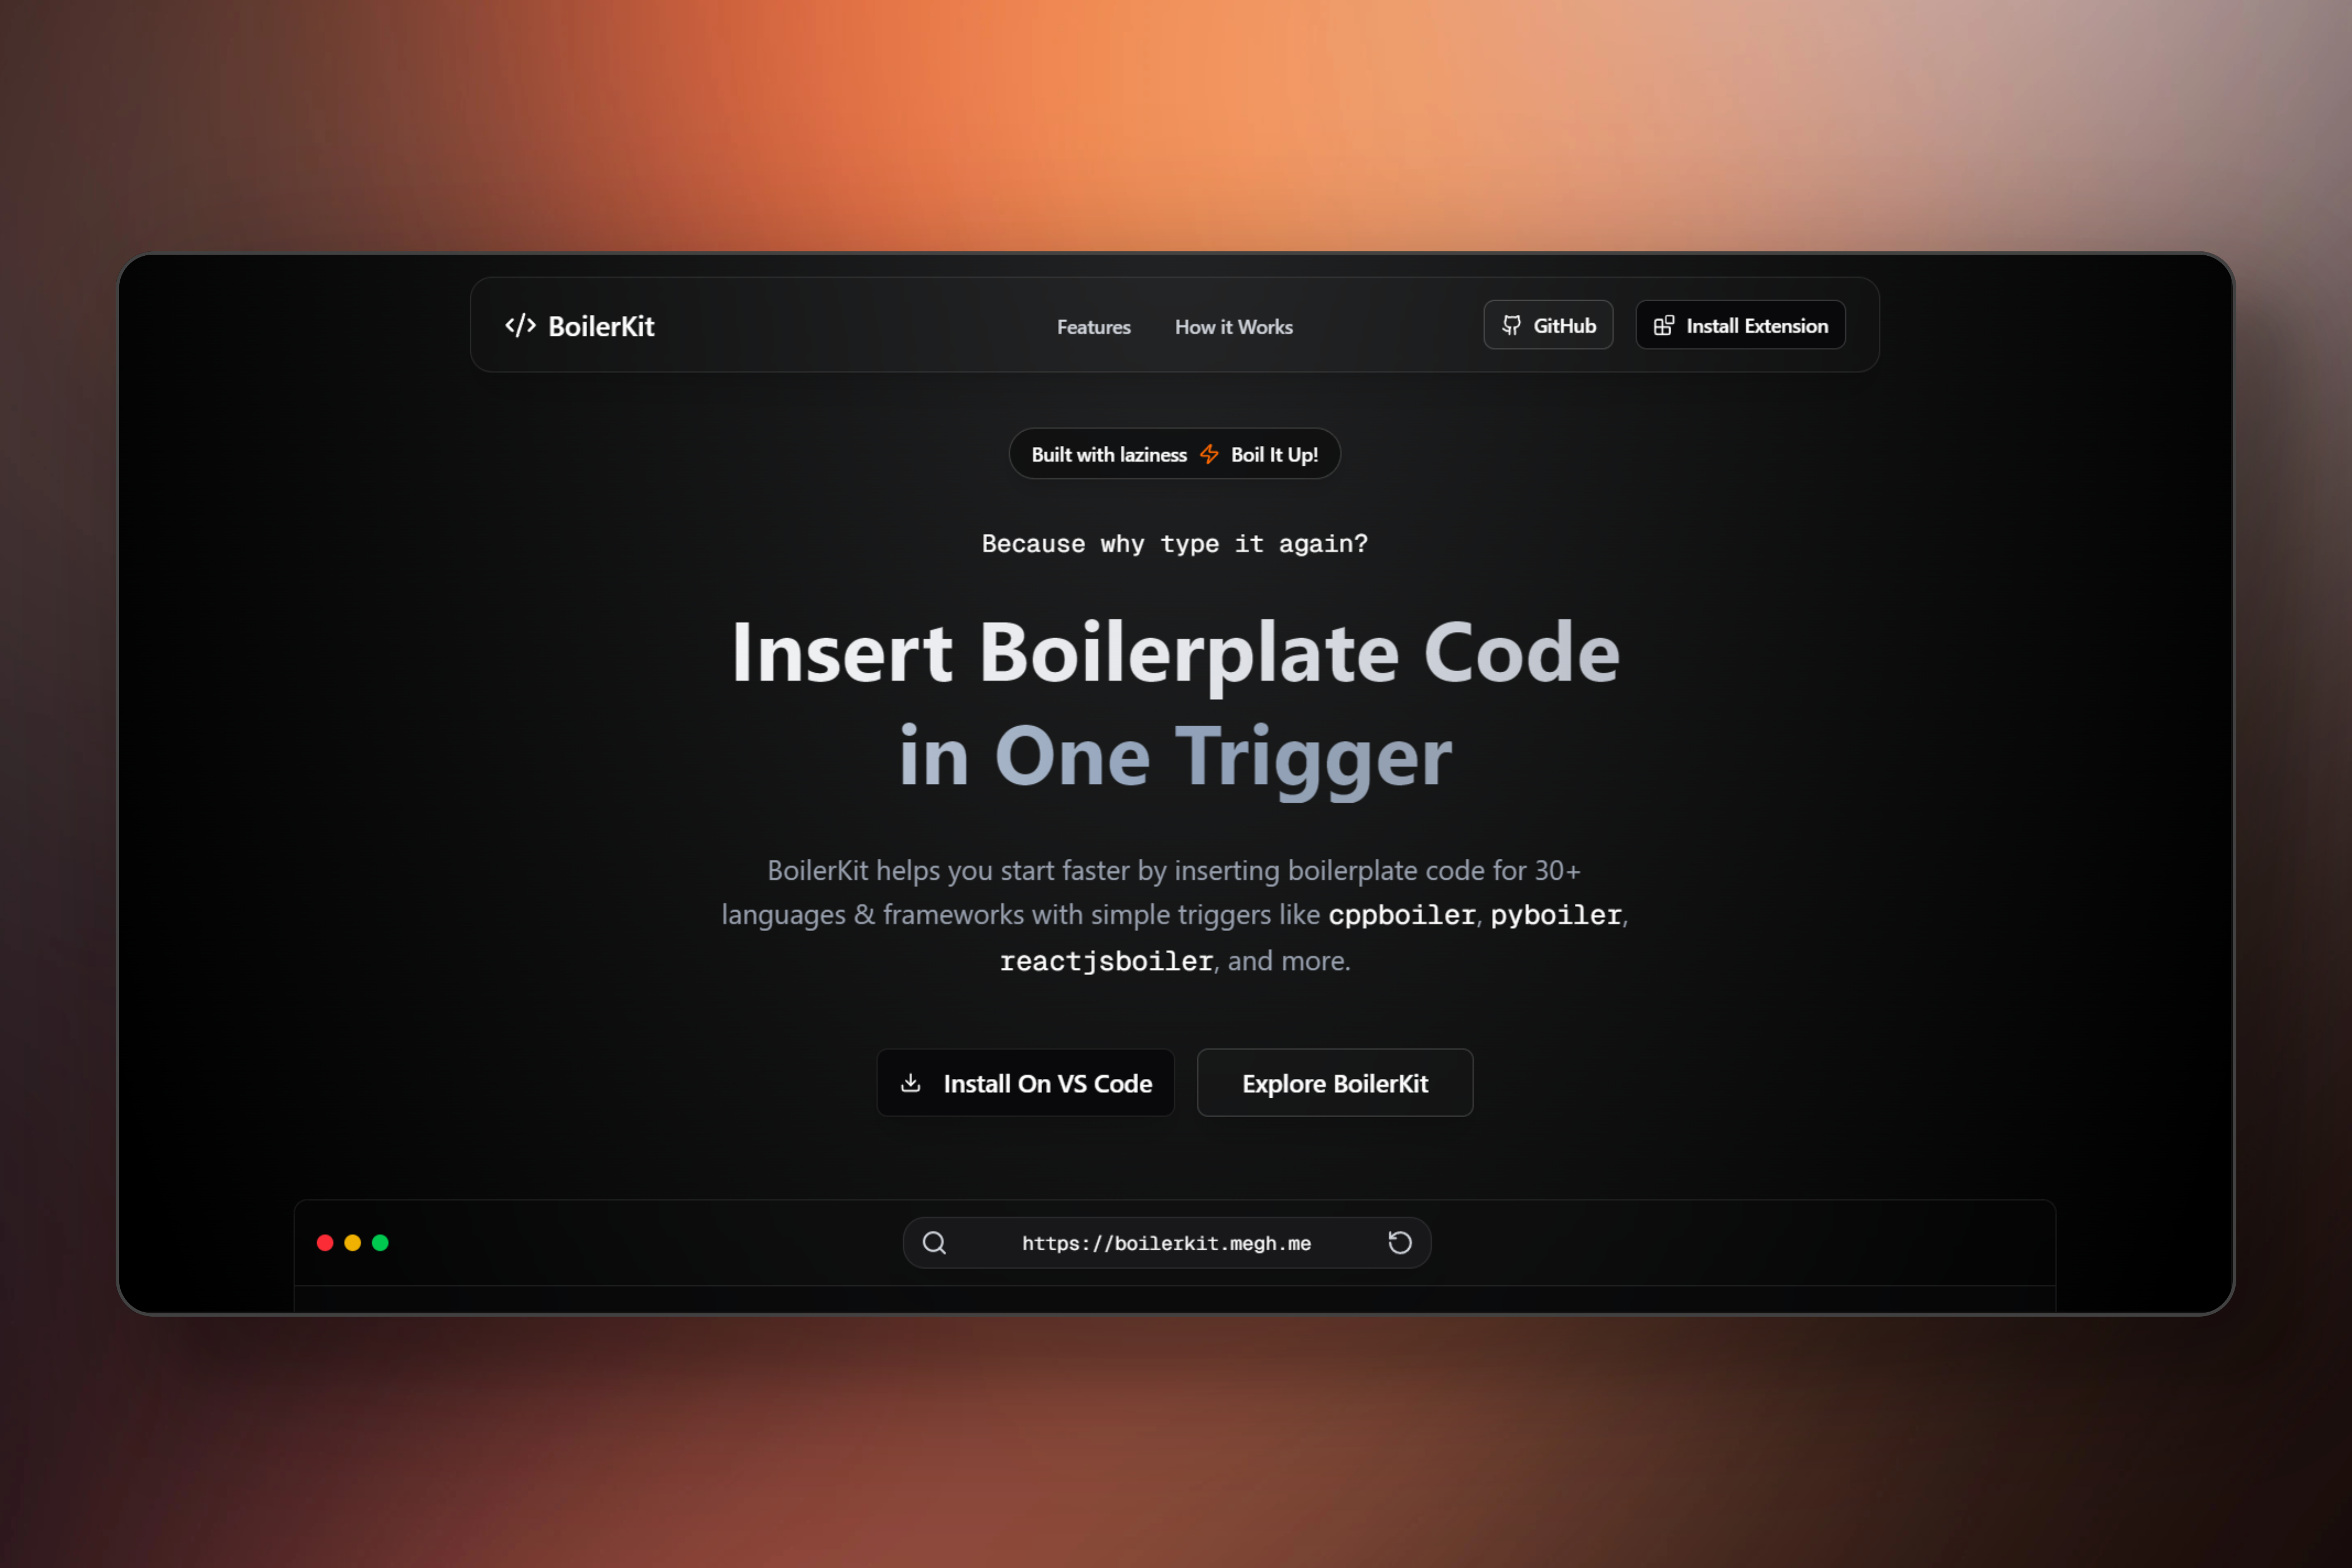 BoilerKit
Features
How it Works
GitHub
Install Extension
Built with laziness Boil It Up!
Because why type it again?
Insert Boilerplate Code
in One Trigger
BoilerKit helps you start faster by inserting boilerplate code for 30+
languages & frameworks with simple triggers like cppboiler, pyboiler,
reactjsboiler, and more.
Install On VS Code
Explore BoilerKit
https://boilerkit.megh.me